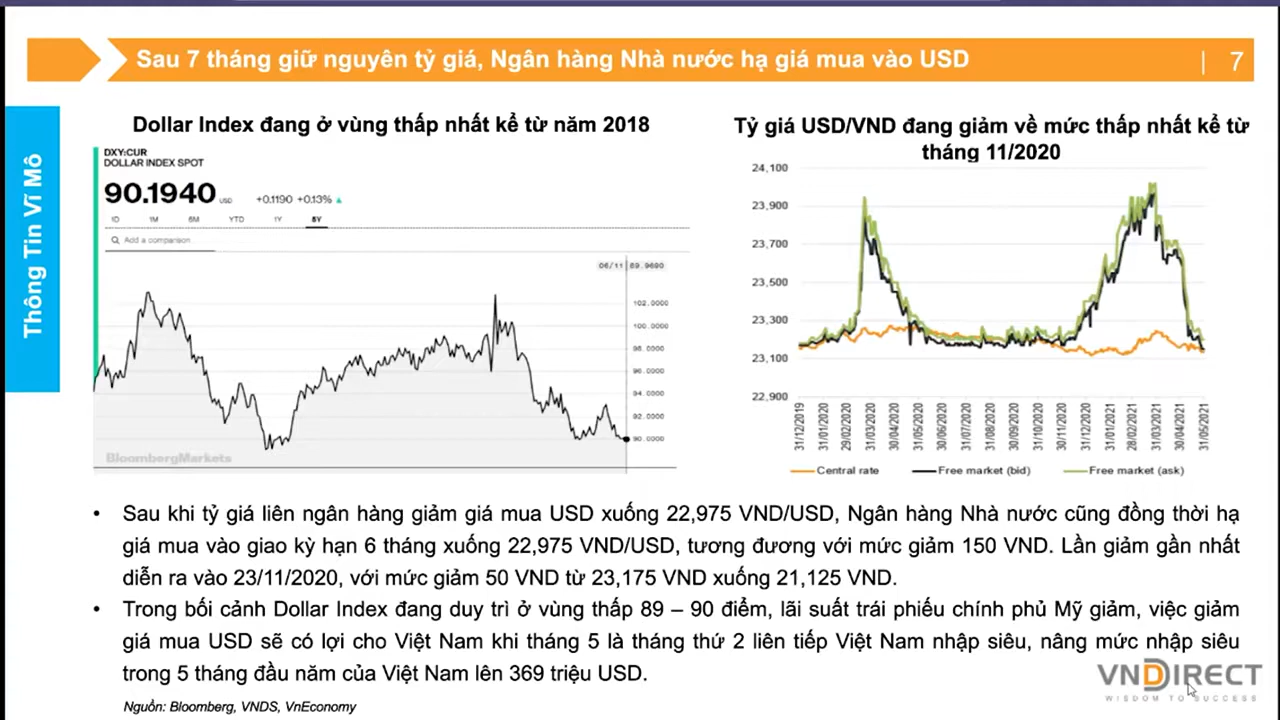 Sau 7 tháng giữ nguyên tỷ giá, Ngân hàng Nhà nước hạ giá mua vào USD
| 7
Thông Tin Vĩ Mô
Dollar Index đang ở vùng thấp nhất kể từ năm 2018
DXY:CUR
DOLLAR INDEX SPOT
90.1940 USD +0.1190 +0.13% ▲
1D 1M 6M YTD 1Y 5Y
Add a comparison
06/11 89.9690
102.0000
100.0000
98.0000
96.0000
94.0000
92.0000
90.0000
BloombergMarkets
Tỷ giá USD/VND đang giảm về mức thấp nhất kể từ
tháng 11/2020
24,100
23,900
23,700
23,500
23,300
23,100
22,900
31/12/2019
31/01/2020
29/02/2020
31/03/2020
30/04/2020
31/05/2020
30/06/2020
31/07/2020
31/08/2020
30/09/2020
31/10/2020
30/11/2020
31/12/2020
31/01/2021
28/02/2021
31/03/2021
30/04/2021
31/05/2021
Central rate Free market (bid) Free market (ask)
• Sau khi tỷ giá liên ngân hàng giảm giá mua USD xuống 22,975 VND/USD, Ngân hàng Nhà nước cũng đồng thời hạ
giá mua vào giao kỳ hạn 6 tháng xuống 22,975 VND/USD, tương đương với mức giảm 150 VND. Lần giảm gần nhất
diễn ra vào 23/11/2020, với mức giảm 50 VND từ 23,175 VND xuống 21,125 VND.
• Trong bối cảnh Dollar Index đang duy trì ở vùng thấp 89 – 90 điểm, lãi suất trái phiếu chính phủ Mỹ giảm, việc giảm
giá mua USD sẽ có lợi cho Việt Nam khi tháng 5 là tháng thứ 2 liên tiếp Việt Nam nhập siêu, nâng mức nhập siêu
trong 5 tháng đầu năm của Việt Nam lên 369 triệu USD.
Nguồn: Bloomberg, VNDS, VnEconomy
VNDIRECT
WISDOM TO SUCCESS